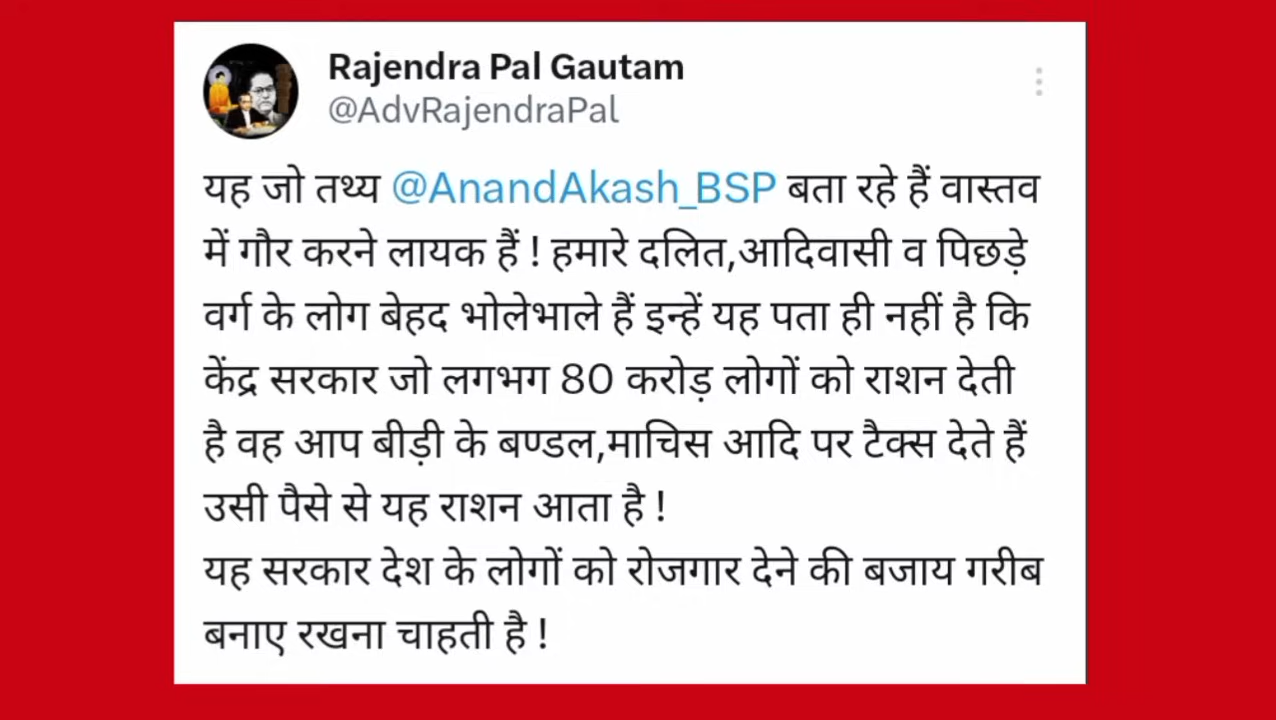 Rajendra Pal Gautam
@AdvRajendraPal
यह जो तथ्य @AnandAkash_BSP बता रहे हैं वास्तव
में गौर करने लायक हैं ! हमारे दलित,आदिवासी व पिछड़े
वर्ग के लोग बेहद भोलेभाले हैं इन्हें यह पता ही नहीं है कि
केंद्र सरकार जो लगभग 80 करोड़ लोगों को राशन देती
है वह आप बीड़ी के बण्डल,माचिस आदि पर टैक्स देते हैं
उसी पैसे से यह राशन आता है !
यह सरकार देश के लोगों को रोजगार देने की बजाय गरीब
बनाए रखना चाहती है !